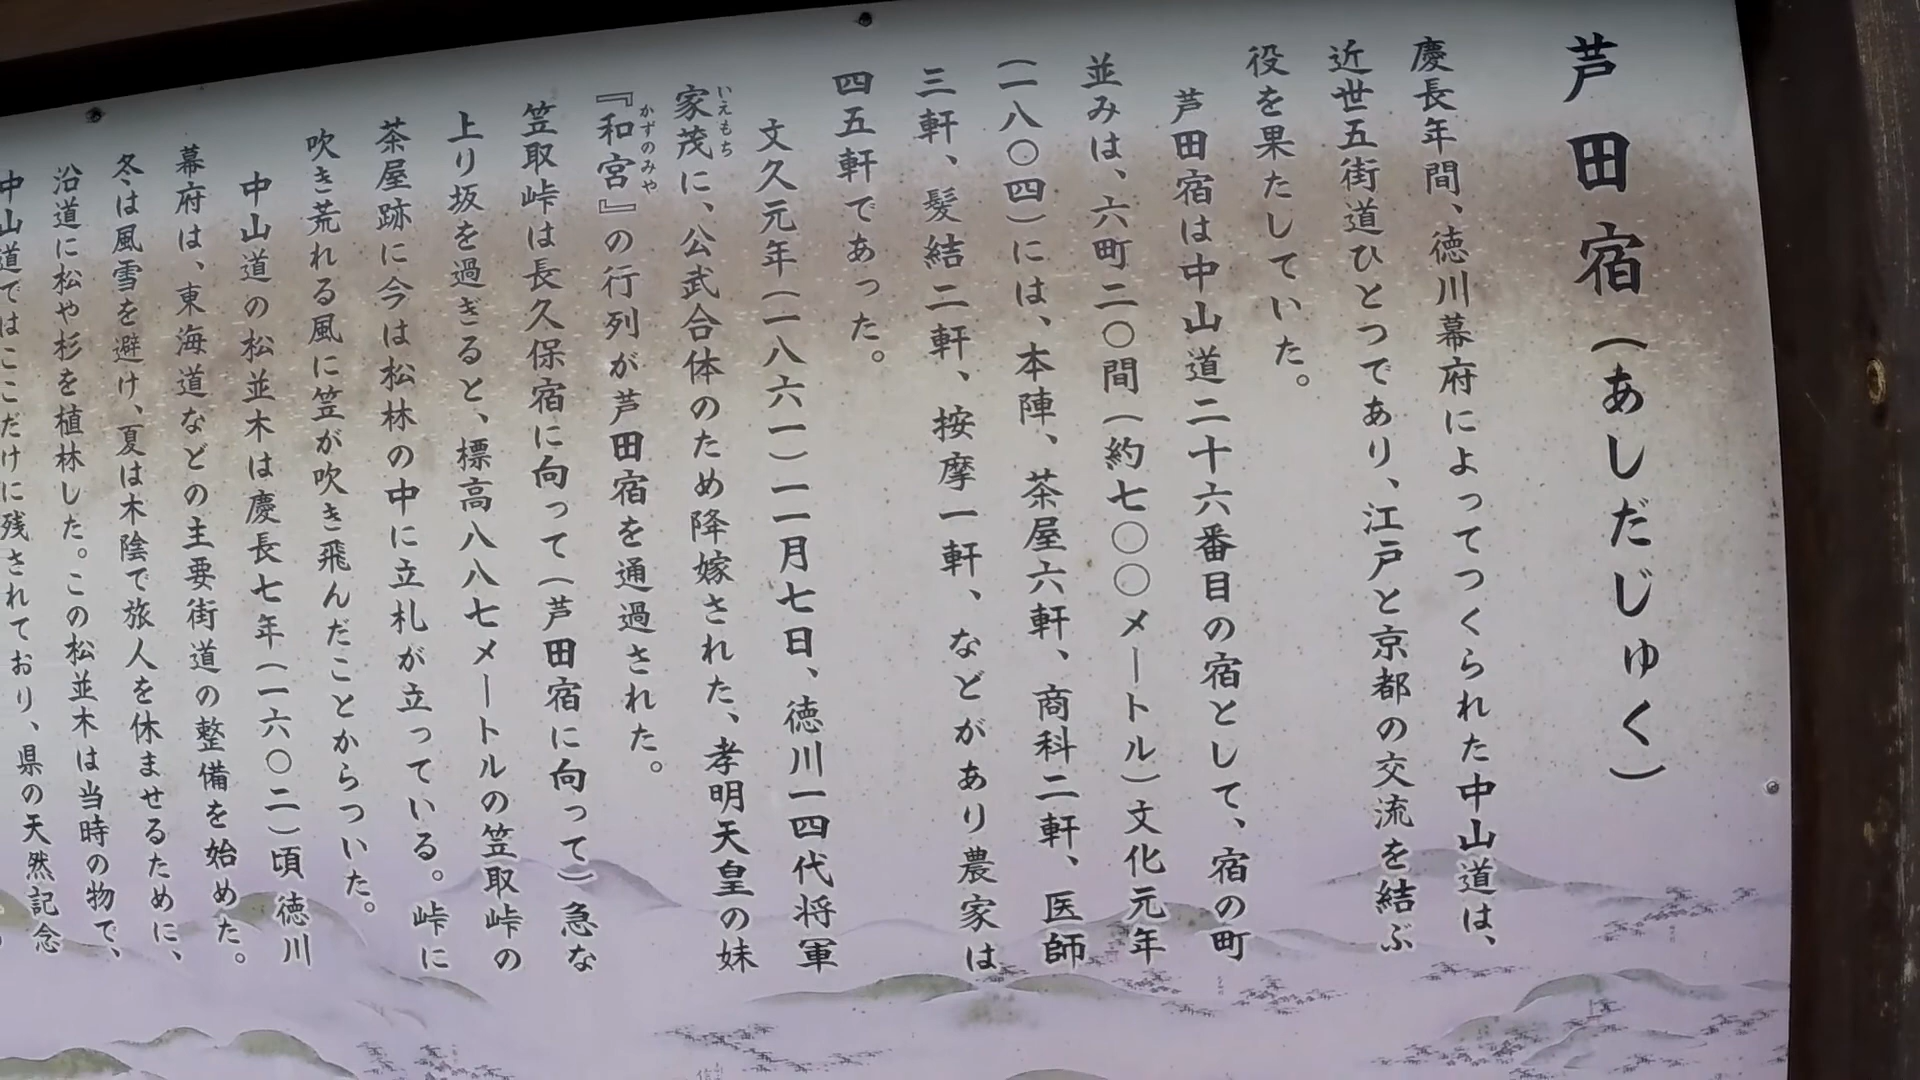 芦田宿（あしだじゅく）
慶長年間、徳川幕府によってつくられた中山道は、
近世五街道ひとつであり、江戸と京都の交流を結ぶ
役を果たしていた。
芦田宿は中山道二十六番目の宿として、宿の町
並みは、六町二〇間（約七〇〇メートル）文化元年
（一八〇四）には、本陣、茶屋六軒、商科二軒、医師
三軒、髪結二軒、按摩一軒、などがあり農家は
四五軒であった。
文久元年（一八六一）一一月七日、徳川一四代将軍
家茂に、公武合体のため降嫁された、孝明天皇の妹
いえもち
『和宮』の行列が芦田宿を通過された。
かずのみや
笠取峠は長久保宿に向って（芦田宿に向って）急な
上り坂を過ぎると、標高八八七メートルの笠取峠の
茶屋跡に今は松林の中に立札が立っている。峠に
吹き荒れる風に笠が吹き飛んだことからついた。
中山道の松並木は慶長七年（一六〇二）頃徳川
幕府は、東海道などの主要街道の整備を始めた。
冬は風雪を避け、夏は木陰で旅人を休ませるために、
沿道に松や杉を植林した。この松並木は当時の物で、
中山道ではここだけに残されており、県の天然記念